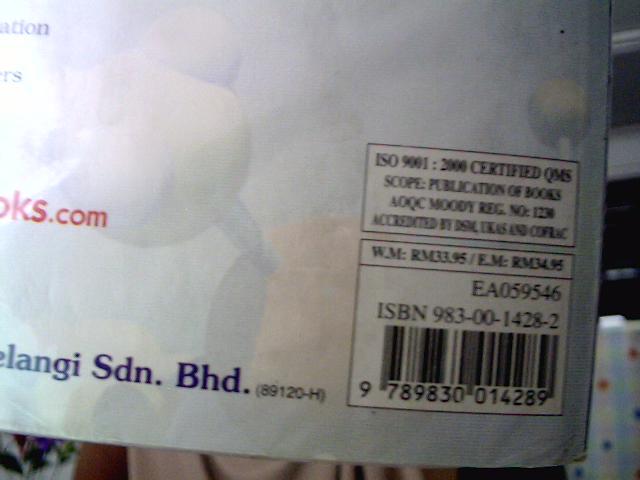 ation
ers
oks.com
ISO 9001 : 2000 CERTIFIED QMS
SCOPE: PUBLICATION OF BOOKS
AOQC MOODY REG. NO: 1230
ACCREDITED BY DSM, UKAS AND COFRAC
W.M: RM33.95 / E.M: RM34.95
EA059546
ISBN 983-00-1428-2
9 789830 014289
elangi Sdn. Bhd. (89120-H)